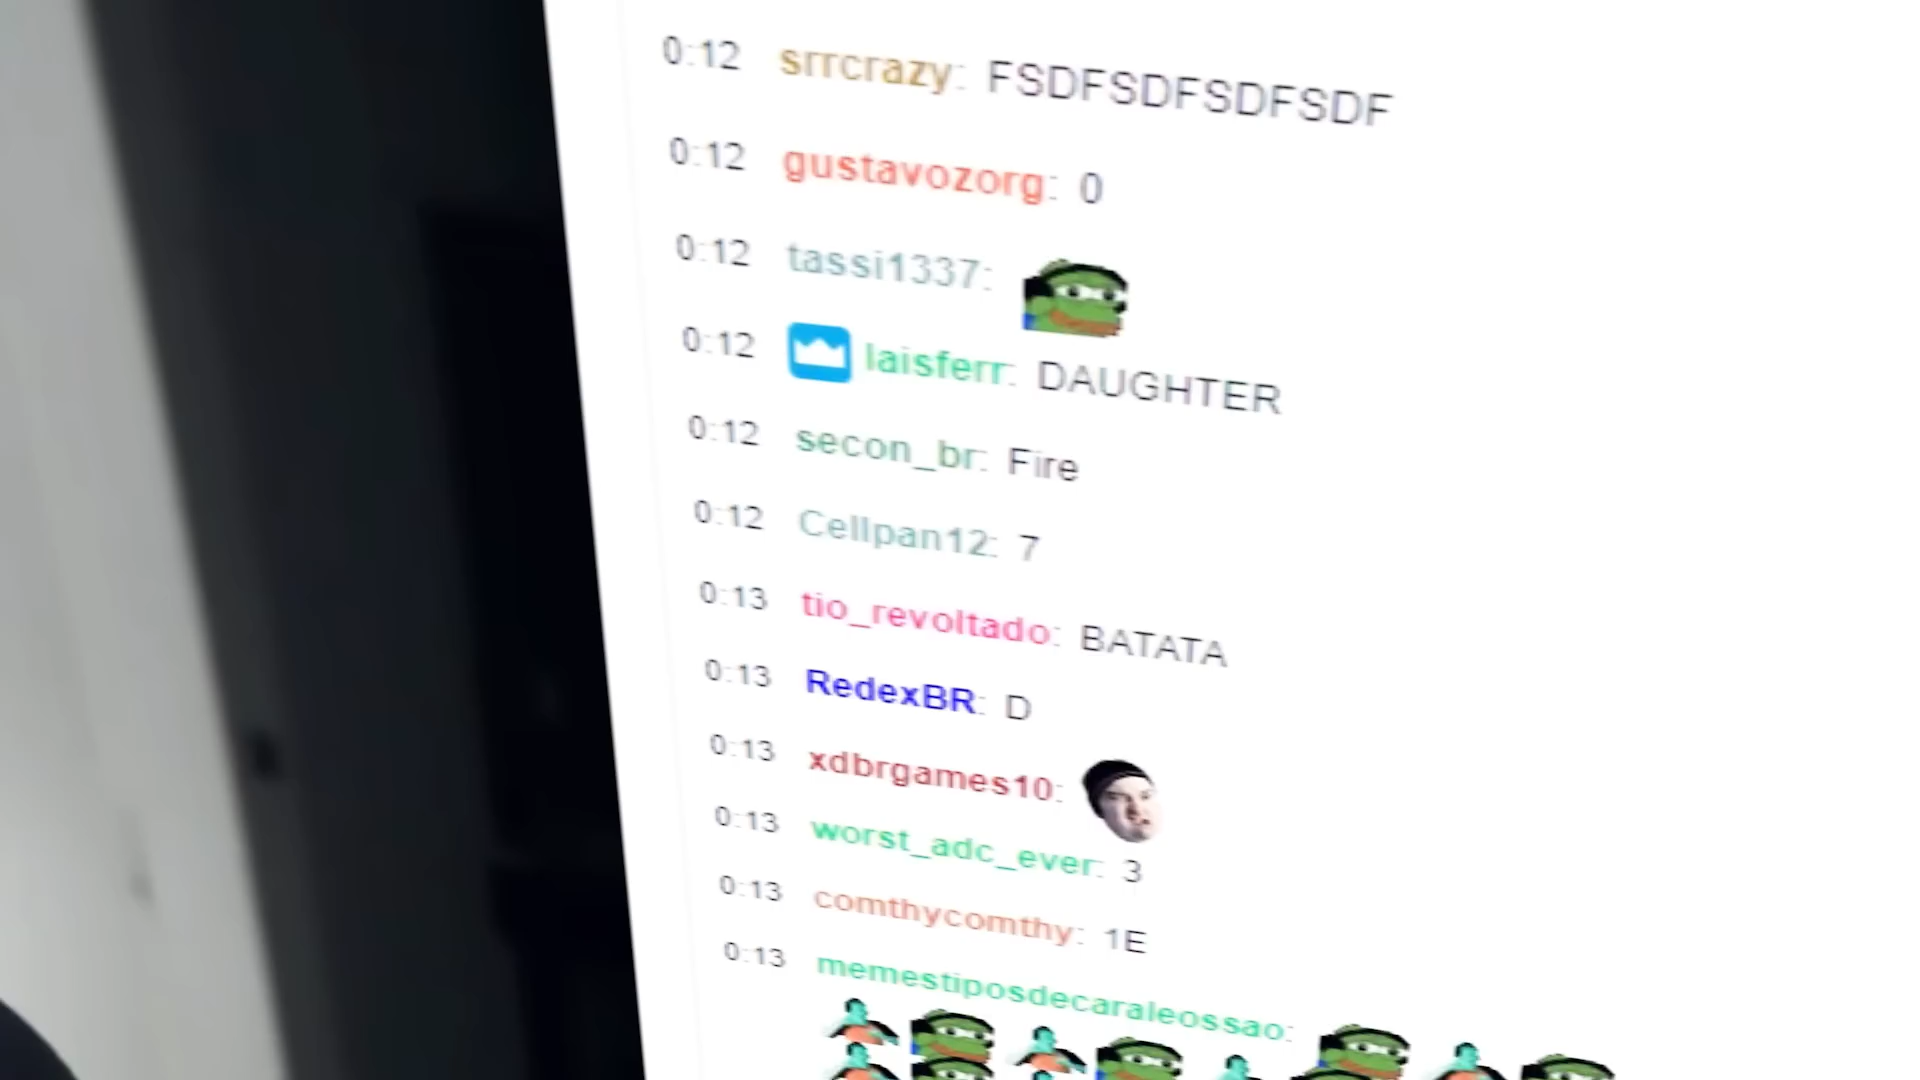 0:12 srrcrazy: FSDFSDFSDFSDF
0:12 gustavozorg: 0
0:12 tassi1337:
0:12 laisferr: DAUGHTER
0:12 secon_br: Fire
0:12 Cellpan12: 7
0:13 tio_revoltado: BATATA
0:13 RedexBR: D
0:13 xdbrgames10:
0:13 worst_adc_ever: 3
0:13 comthycomthy: 1E
0:13 memestiposdecaraleossao: